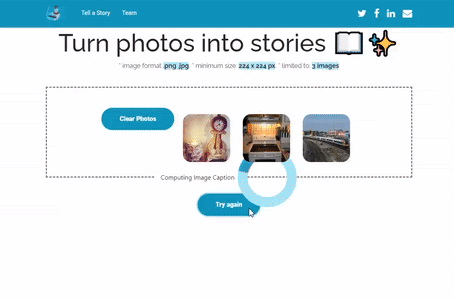 Tell a Story Team
Turn photos into stories 📖 ✨
* image format .png .jpg, * minimum size: 224 x 224 px, * limited to: 3 images
Clear Photos
Computing Image Caption
Try again